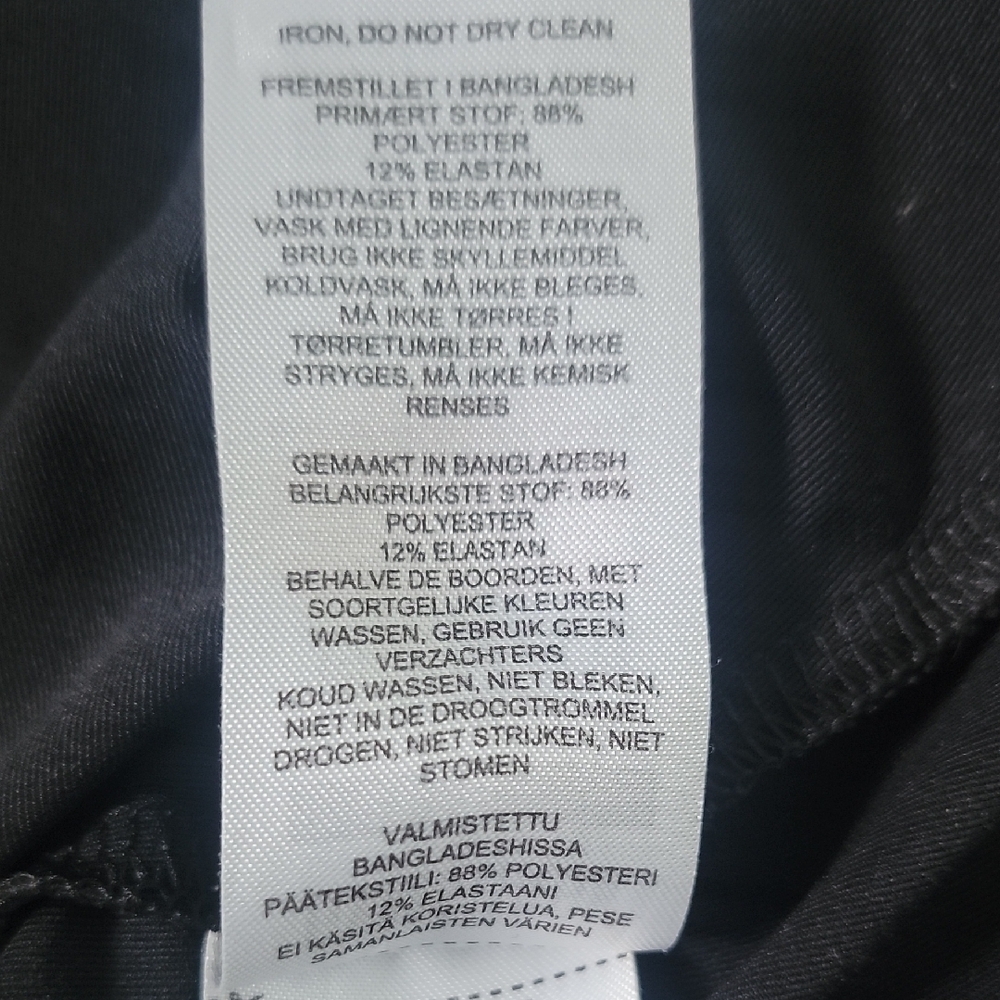 IRON, DO NOT DRY CLEAN
FREMSTILLET I BANGLADESH
PRIMÆRT STOF: 88%
POLYESTER
12% ELASTAN
UNDTAGET BESÆTNINGER,
VASK MED LIGNENDE FARVER,
BRUG IKKE SKYLLEMIDDEL
KOLDVASK, MÅ IKKE BLEGES,
MÅ IKKE TØRRES I
TØRRETUMBLER, MÅ IKKE
STRYGES, MÅ IKKE KEMISK
RENSES
GEMAAKT IN BANGLADESH
BELANGRIJKSTE STOF: 88%
POLYESTER
12% ELASTAN
BEHALVE DE BOORDEN, MET
SOORTGELIJKE KLEUREN
WASSEN, GEBRUIK GEEN
VERZACHTERS
KOUD WASSEN, NIET BLEKEN,
NIET IN DE DROOGTROMMEL
DROGEN, NIET STRIJKEN, NIET
STOMEN
VALMISTETTU
BANGLADESHISSA
PÄÄTEKSTIILI: 88% POLYESTERI
12% ELASTAANI
EI KÄSITÄ KORISTELUA, PESE
SAMANLAISTEN VÄRIEN